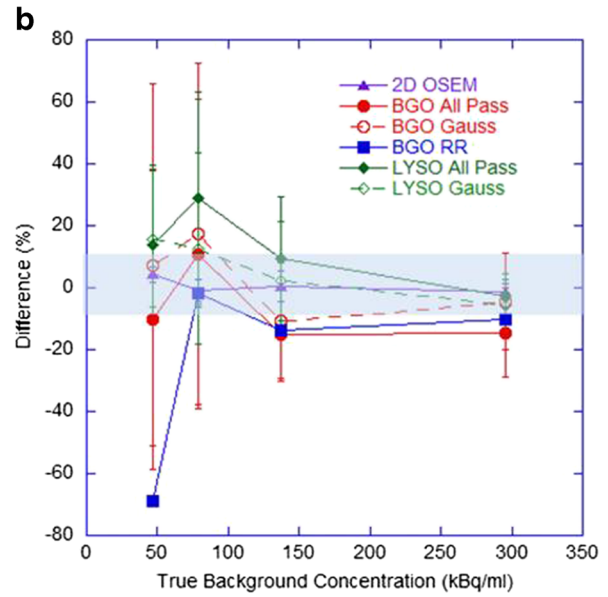 b
80
60
40
20
0
-20
-40
-60
-80
Difference (%)
2D OSEM
BGO All Pass
BGO Gauss
BGO RR
LYSO All Pass
LYSO Gauss
0 50 100 150 200 250 300 350
True Background Concentration (kBq/ml)